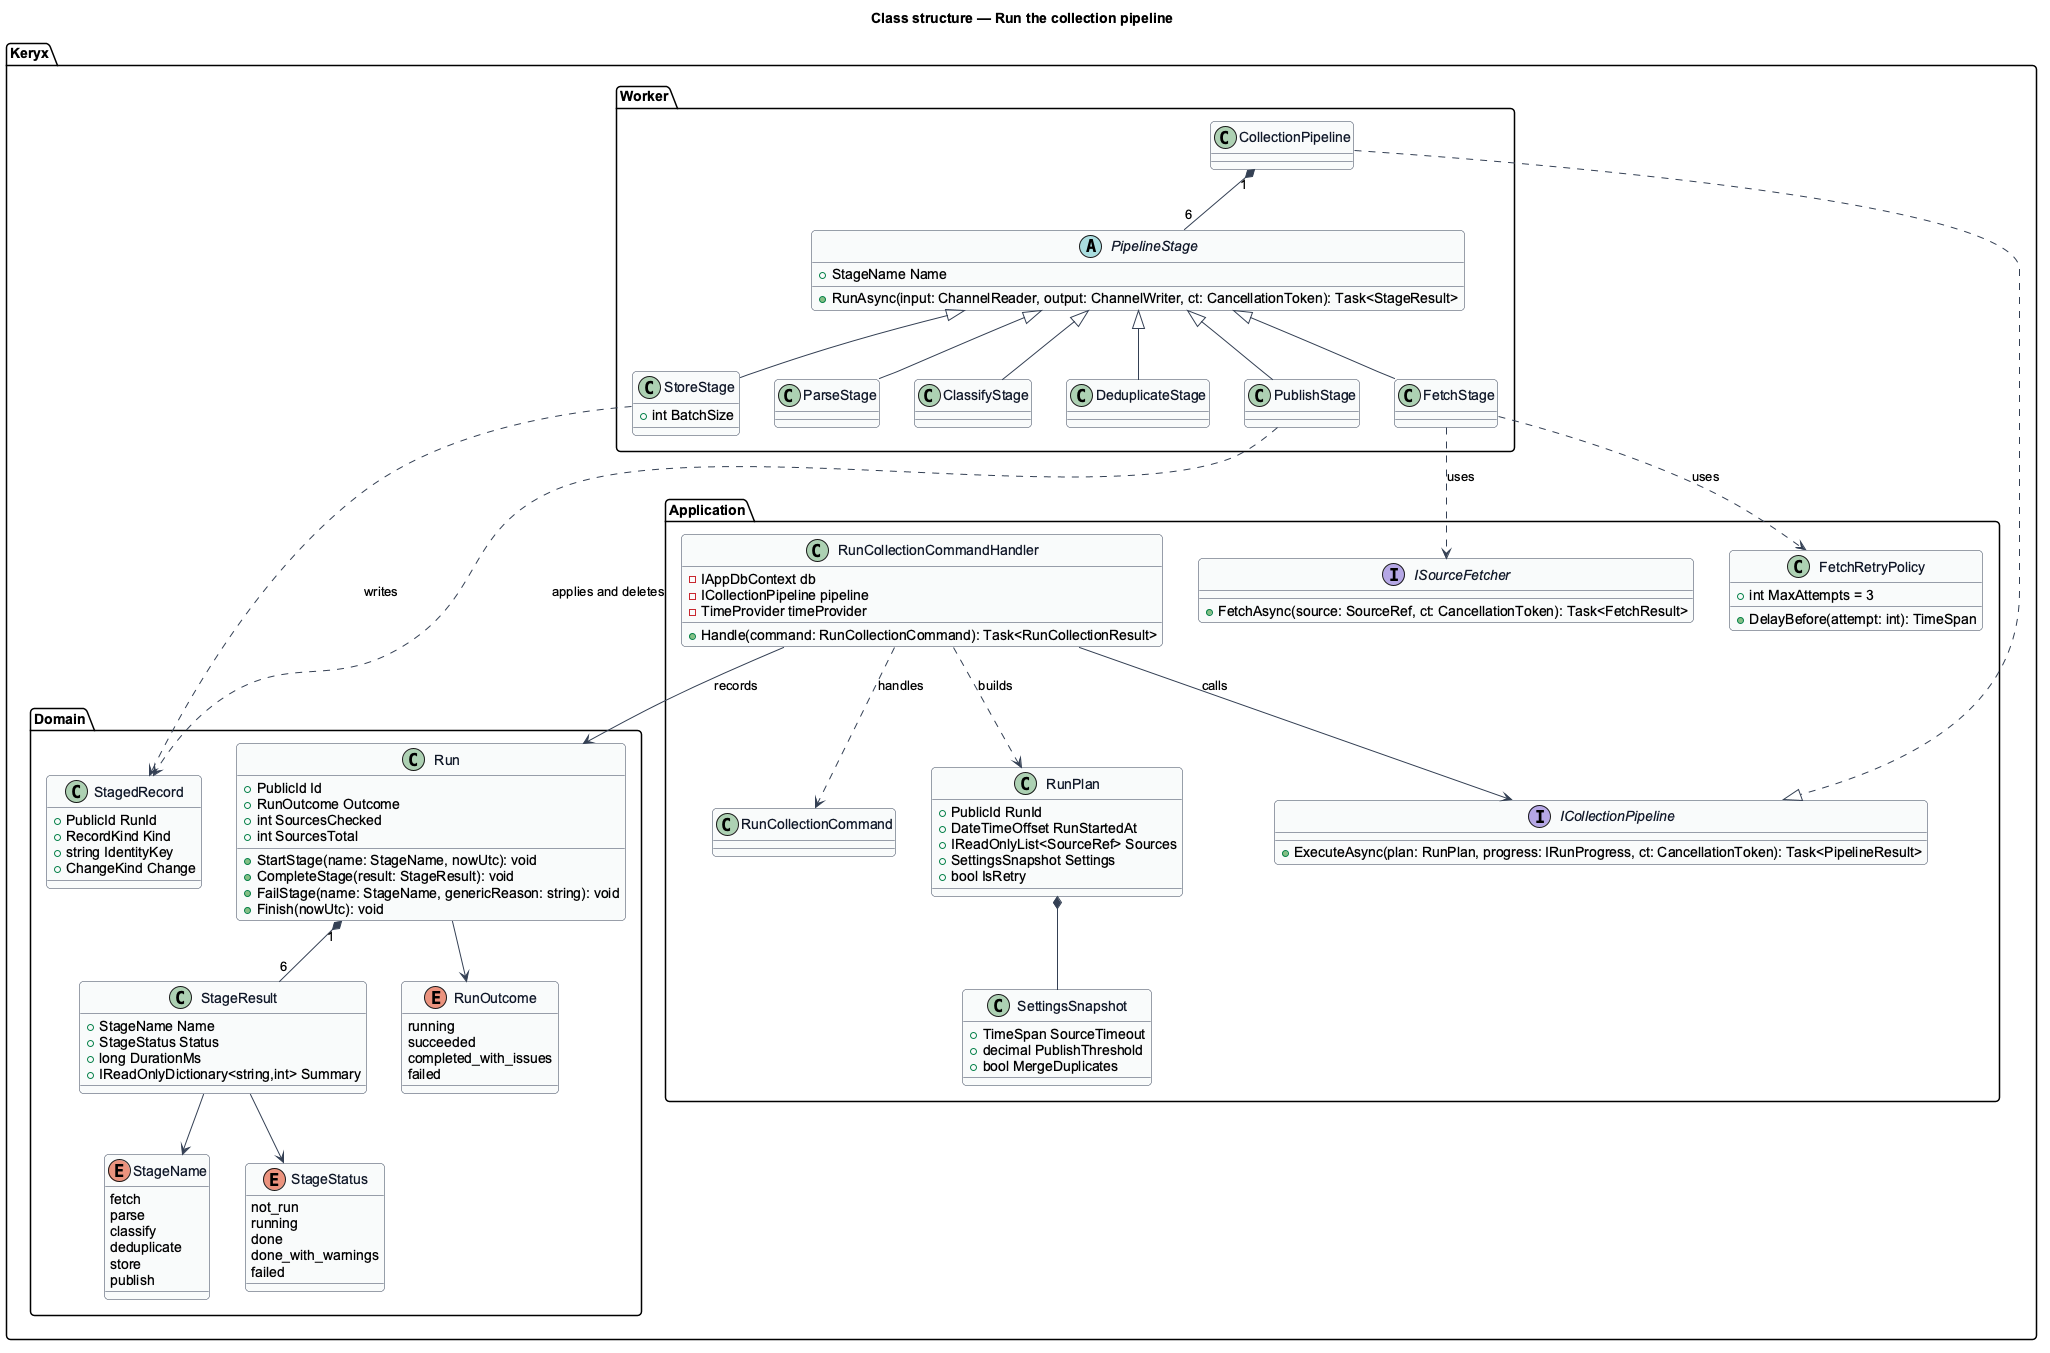 Class structure — Run the collection pipeline
Keryx
Worker
C CollectionPipeline
1
6
A PipelineStage
StageName Name
RunAsync(input: ChannelReader, output: ChannelWriter, ct: CancellationToken): Task<StageResult>
C StoreStage
int BatchSize
C ParseStage
C ClassifyStage
C DeduplicateStage
C PublishStage
C FetchStage
uses
uses
writes
applies and deletes
Application
C RunCollectionCommandHandler
IAppDbContext db
ICollectionPipeline pipeline
TimeProvider timeProvider
Handle(command: RunCollectionCommand): Task<RunCollectionResult>
I ISourceFetcher
FetchAsync(source: SourceRef, ct: CancellationToken): Task<FetchResult>
C FetchRetryPolicy
int MaxAttempts = 3
DelayBefore(attempt: int): TimeSpan
records
handles
builds
calls
Domain
C StagedRecord
PublicId RunId
RecordKind Kind
string IdentityKey
ChangeKind Change
C Run
PublicId Id
RunOutcome Outcome
int SourcesChecked
int SourcesTotal
StartStage(name: StageName, nowUtc): void
CompleteStage(result: StageResult): void
FailStage(name: StageName, genericReason: string): void
Finish(nowUtc): void
C RunCollectionCommand
C RunPlan
PublicId RunId
DateTimeOffset RunStartedAt
IReadOnlyList<SourceRef> Sources
SettingsSnapshot Settings
bool IsRetry
I ICollectionPipeline
ExecuteAsync(plan: RunPlan, progress: IRunProgress, ct: CancellationToken): Task<PipelineResult>
1
6
C StageResult
StageName Name
StageStatus Status
long DurationMs
IReadOnlyDictionary<string,int> Summary
E RunOutcome
running
succeeded
completed_with_issues
failed
C SettingsSnapshot
TimeSpan SourceTimeout
decimal PublishThreshold
bool MergeDuplicates
E StageName
fetch
parse
classify
deduplicate
store
publish
E StageStatus
not_run
running
done
done_with_warnings
failed